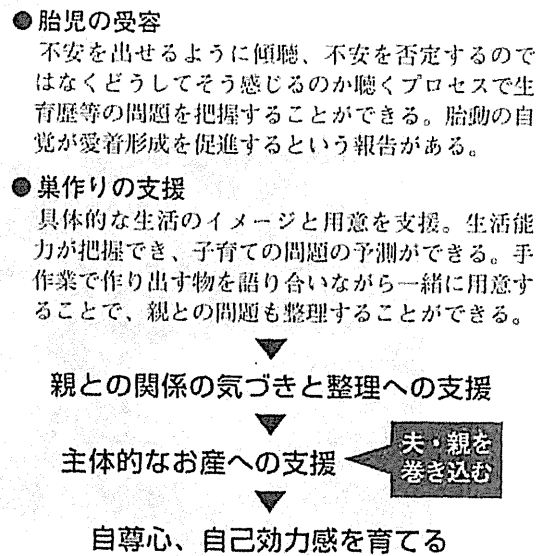 ●胎児の受容
不安を出せるように傾聴、不安を否定するので
はなくどうしてそう感じるのか聴くプロセスで生
育歴等の問題を把握することができる。胎動の自
覚が愛着形成を促進するという報告がある。
●巣作りの支援
具体的な生活のイメージと用意を支援。生活能
力が把握でき、子育ての問題の予測ができる。手
作業で作り出す物を語り合いながら一緒に用意す
ることで、親との問題も整理することができる。
▼
親との関係の気づきと整理への支援
▼
主体的なお産への支援
夫・親を
巻き込む
▼
自尊心、自己効力感を育てる